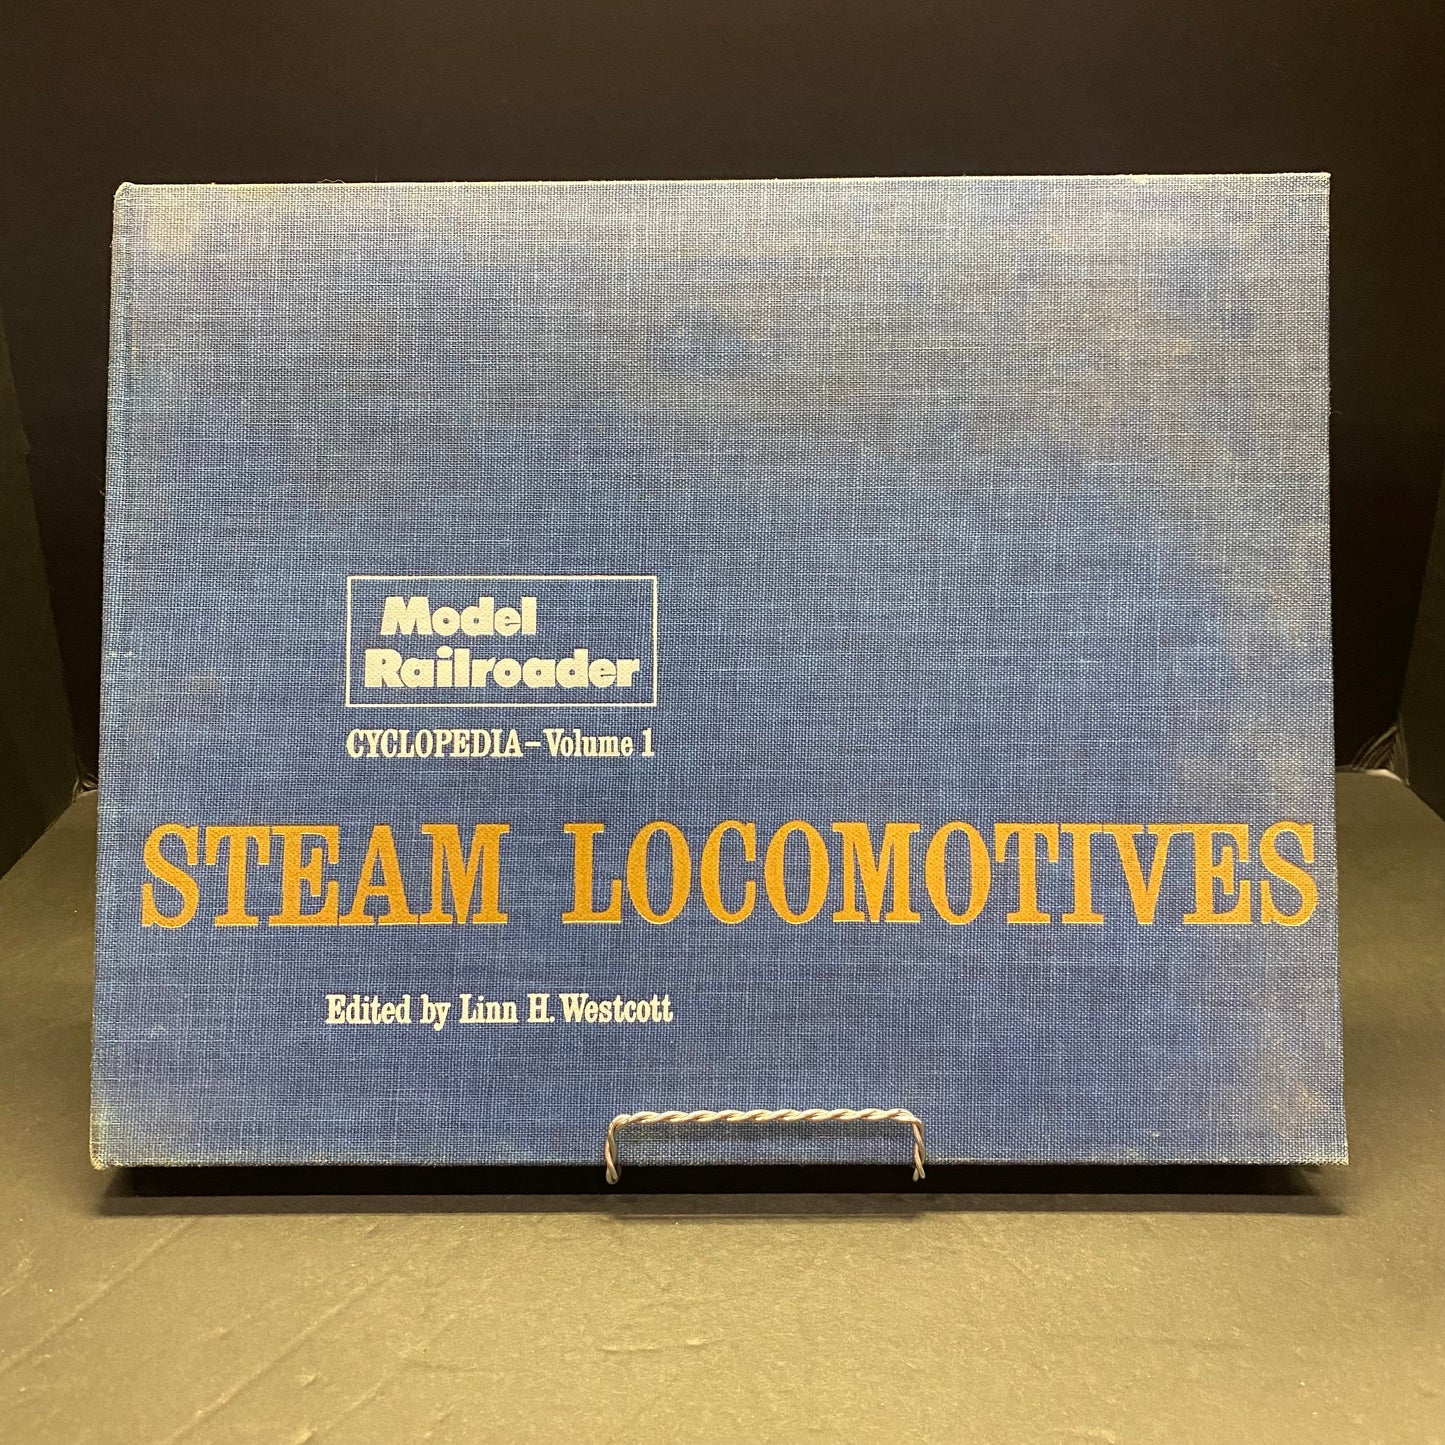 Model
Railroader
CYCLOPEDIA – Volume 1
STEAM LOCOMOTIVES
Edited by Linn H. Westcott